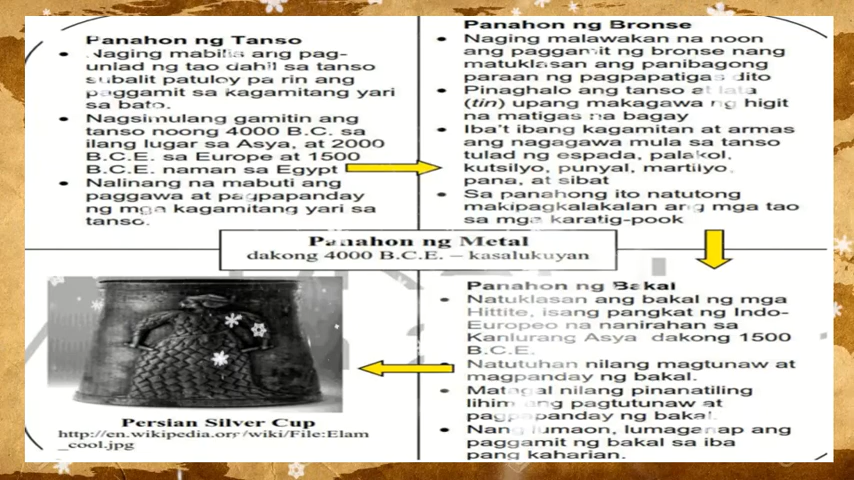 Panahon ng Tanso
• Naging mabilis ang pag-
unlad ng tao dahil sa tanso
subalit patuloy pa rin ang
paggamit sa kagamitang yari
sa bato.
• Nagsimulang gamitin ang
tanso noong 4000 B.C. sa
ilang lugar sa Asya, at 2000
B.C.E. sa Europe at 1500
B.C.E. naman sa Egypt
• Nalinang na mabuti ang
paggawa at pagpapanday
ng mga kagamitang yari sa
tanso.
Panahon ng Bronse
• Naging malawakan na noon
ang paggamit ng bronse nang
matuklasan ang panibagong
paraan ng pagpapatigas dito
• Pinaghalo ang tanso at lata
(tin) upang makagawa ng higit
na matigas na bagay
• Iba't ibang kagamitan at armas
ang nagagawa mula sa tanso
tulad ng espada, palakol,
kutsilyo, punyal, martilyo,
pana, at sibat
• Sa panahong ito natutong
makipagkalakalan ang mga tao
sa mga karatig-pook
Panahon ng Metal
dakong 4000 B.C.E. – kasalukuyan
Panahon ng Bakal
• Natuklasan ang bakal ng mga
Hittite, isang pangkat ng Indo-
Europeo na nanirahan sa
Kanlurang Asya dakong 1500
B.C.E.
• Natutuhan nilang magtunaw at
magpanday ng bakal.
• Matagal nilang pinanatiling
lihim ang pagtutunaw at
pagpapanday ng bakal.
• Nang lumaon, lumaganap ang
paggamit ng bakal sa iba
pang kaharian.
Persian Silver Cup
http://en.wikipedia.org/wiki/File:Elam
_cool.jpg